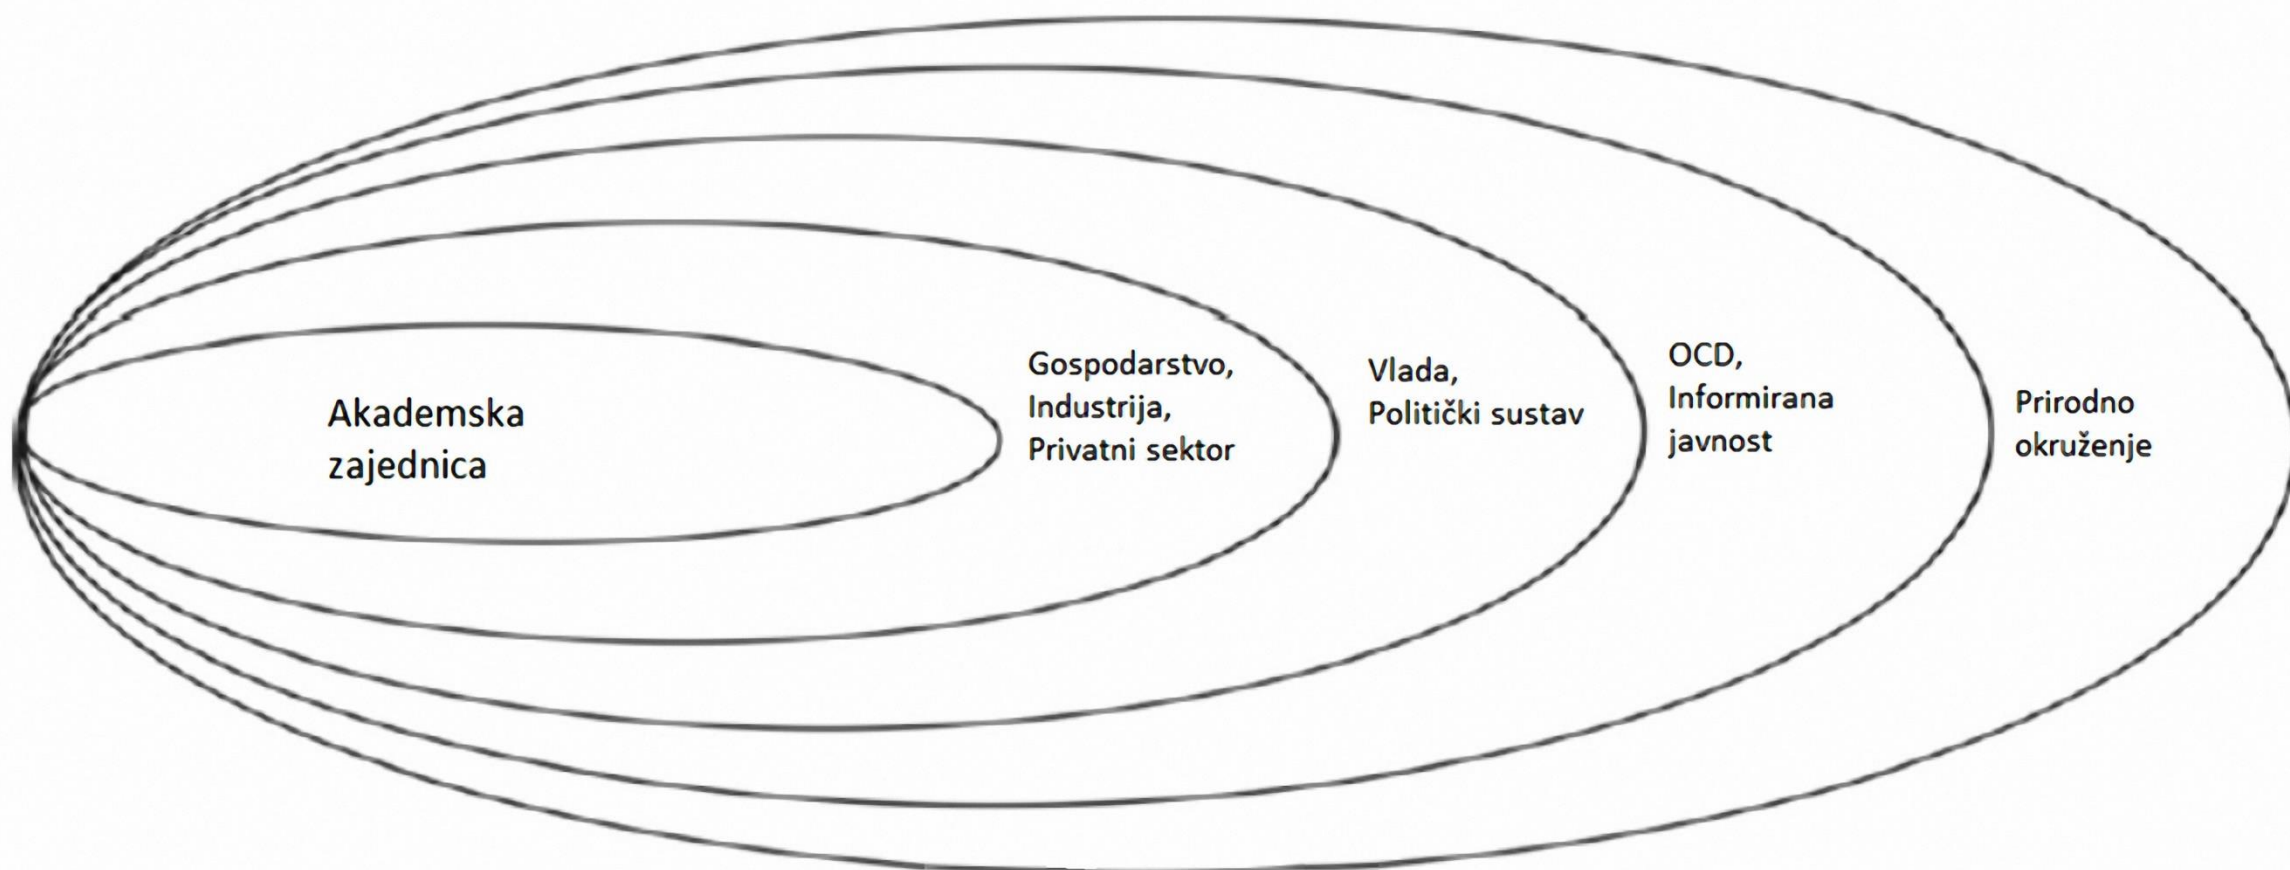 Akademska
zajednica
Gospodarstvo,
Industrija,
Privatni sektor
Vlada,
Politički sustav
OCD,
Informirana
javnost
Prirodno
okruženje